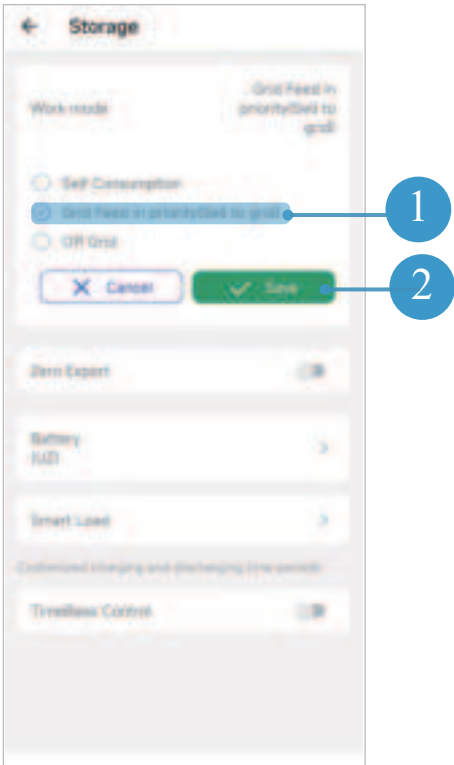 Storage
Work mode
Grid Feed in
priority(Sell to
grid)
Self Consumption
Grid Feed in priority(Sell to grid)
1
Off Grid
Cancel
Save
2
Zero Export
Battery
Smart Load
Customized charging and discharging time periods
TimeBase Control